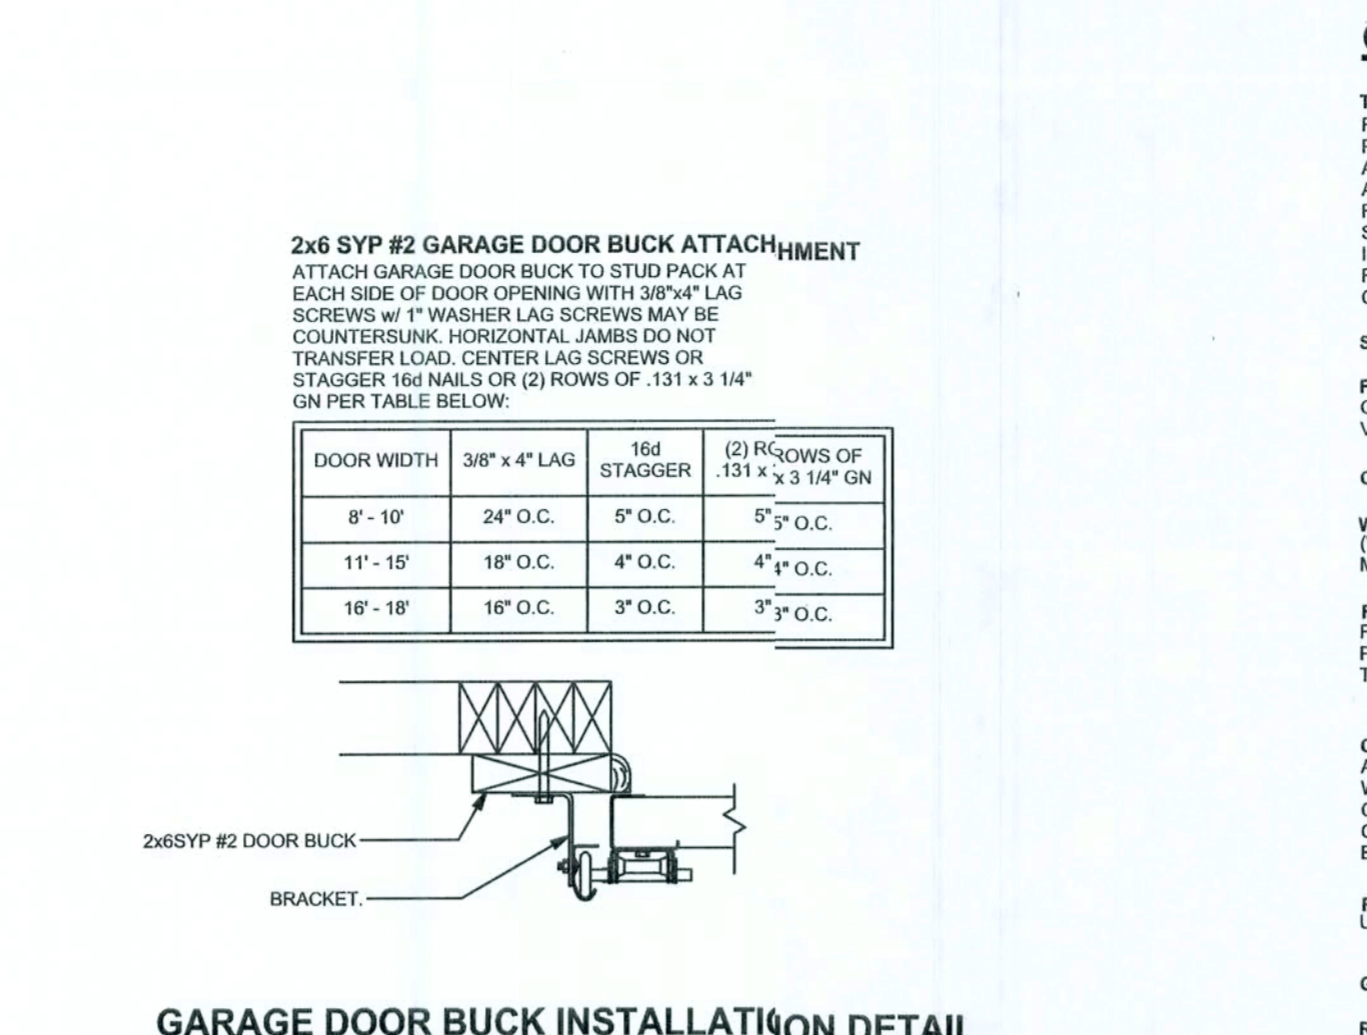 2x6 SYP #2 GARAGE DOOR BUCK ATTACHMENT
ATTACH GARAGE DOOR BUCK TO STUD PACK AT
EACH SIDE OF DOOR OPENING WITH 3/8"x4" LAG
SCREWS w/ 1" WASHER LAG SCREWS MAY BE
COUNTERSUNK. HORIZONTAL JAMBS DO NOT
TRANSFER LOAD. CENTER LAG SCREWS OR
STAGGER 16d NAILS OR (2) ROWS OF .131 x 3 1/4"
GN PER TABLE BELOW:
DOOR WIDTH 3/8" x 4" LAG 16d STAGGER (2) ROWS OF .131 x 3 1/4" GN
8' - 10' 24" O.C. 5" O.C. 5" O.C.
11' - 15' 18" O.C. 4" O.C. 4" O.C.
16' - 18' 16" O.C. 3" O.C. 3" O.C.
2x6SYP #2 DOOR BUCK
BRACKET.
GARAGE DOOR BUCK INSTALLATION DETAIL